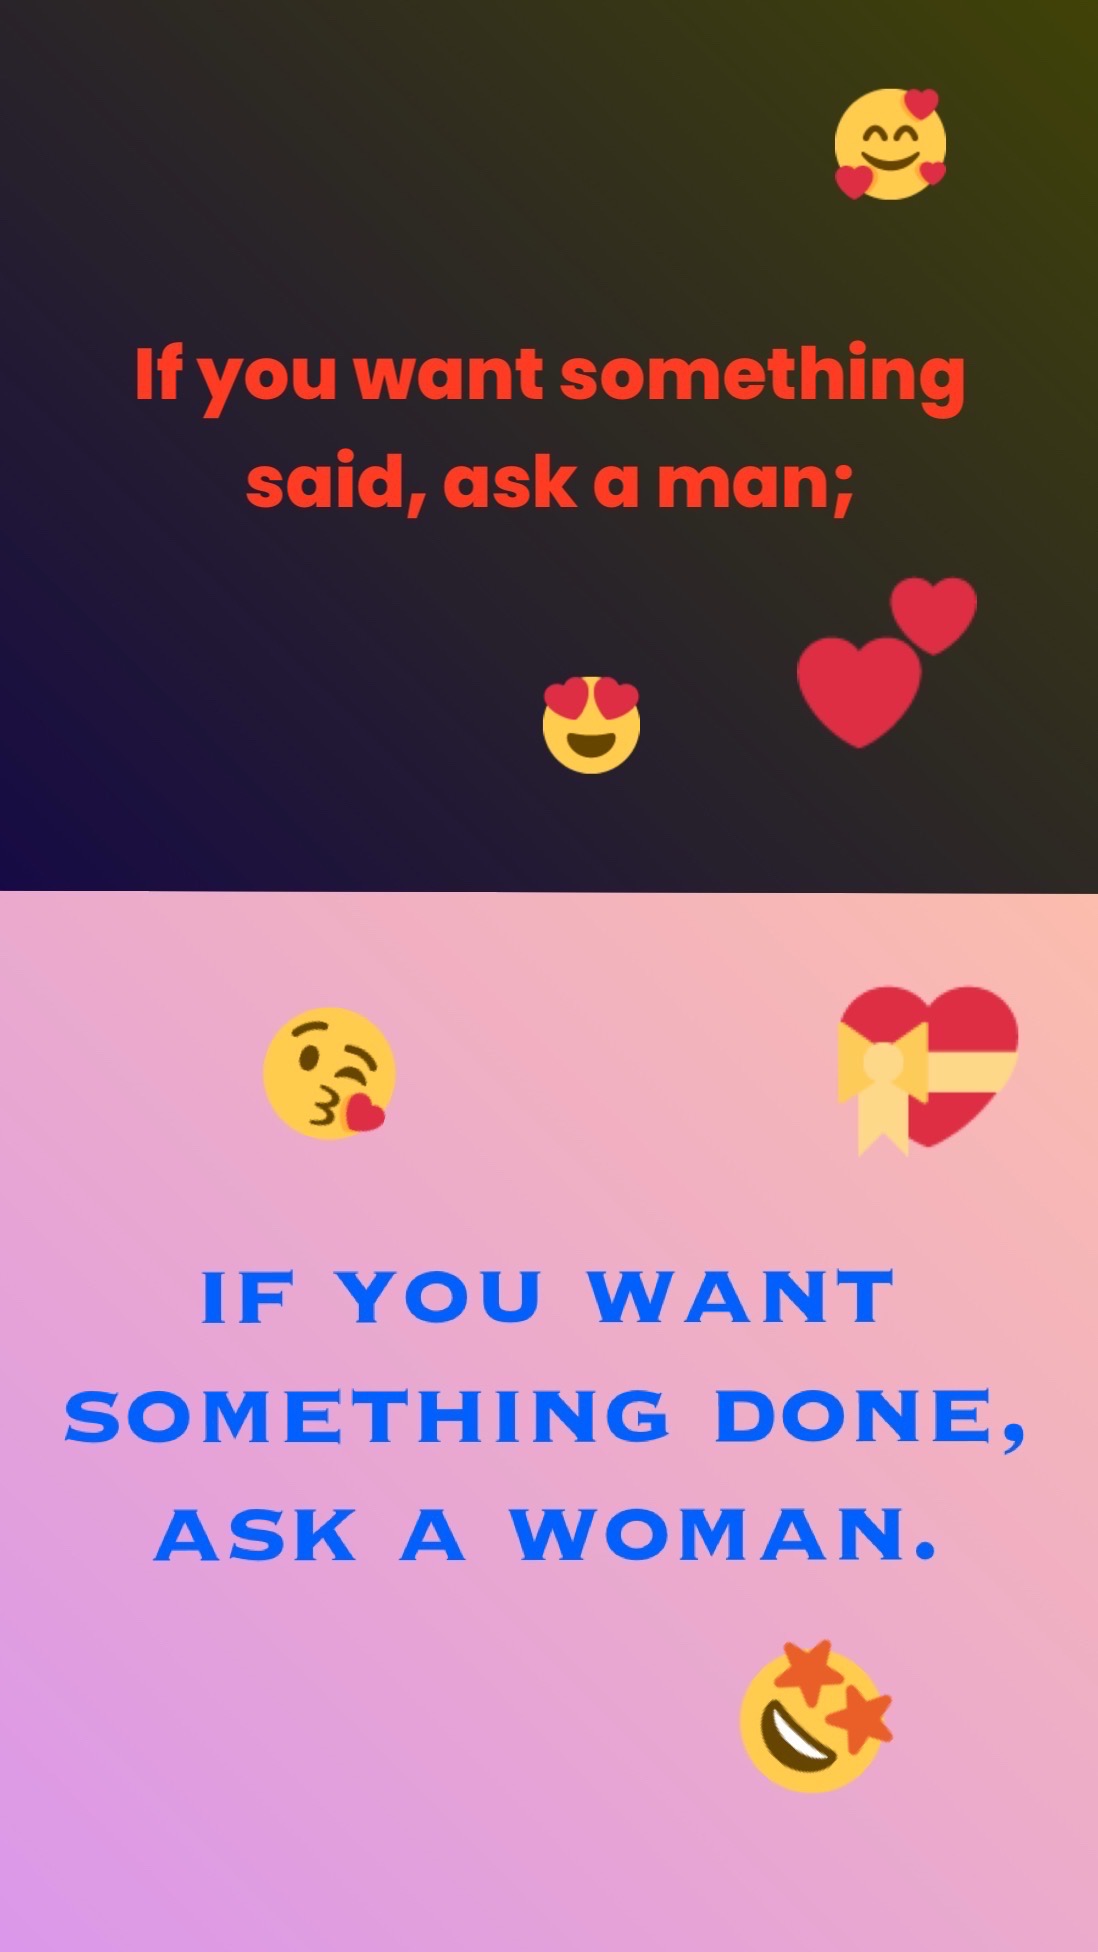 If you want something
said, ask a man;
IF YOU WANT
SOMETHING DONE,
ASK A WOMAN.